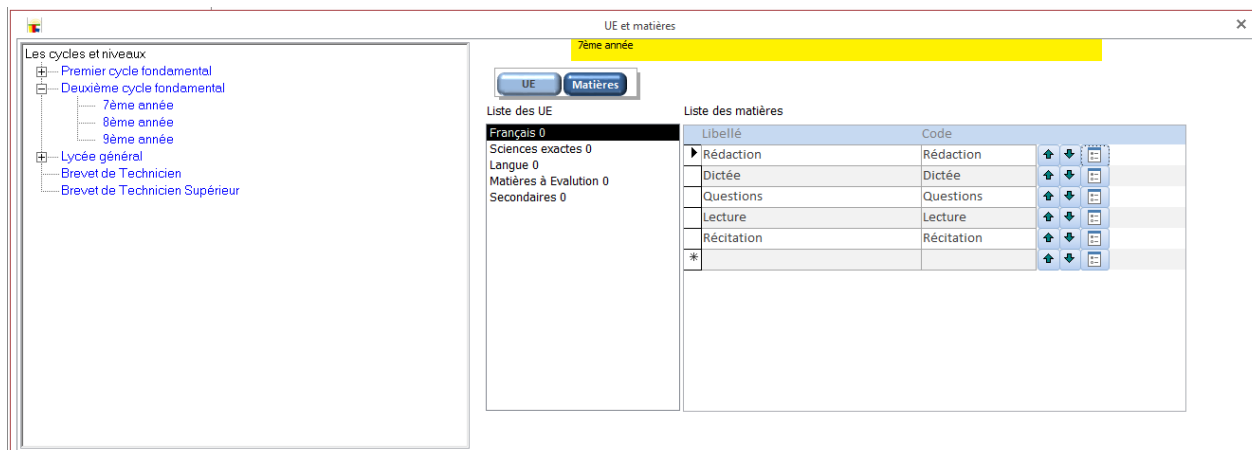 UE et matières
Les cycles et niveaux
Premier cycle fondamental
Deuxième cycle fondamental
7ème année
8ème année
9ème année
Lycée général
Brevet de Technicien
Brevet de Technicien Supérieur
7ème année
UE Matières
Liste des UE
Français 0
Sciences exactes 0
Langue 0
Matières à Evalution 0
Secondaires 0
Liste des matières
Libellé Code
Rédaction Rédaction
Dictée Dictée
Questions Questions
Lecture Lecture
Récitation Récitation